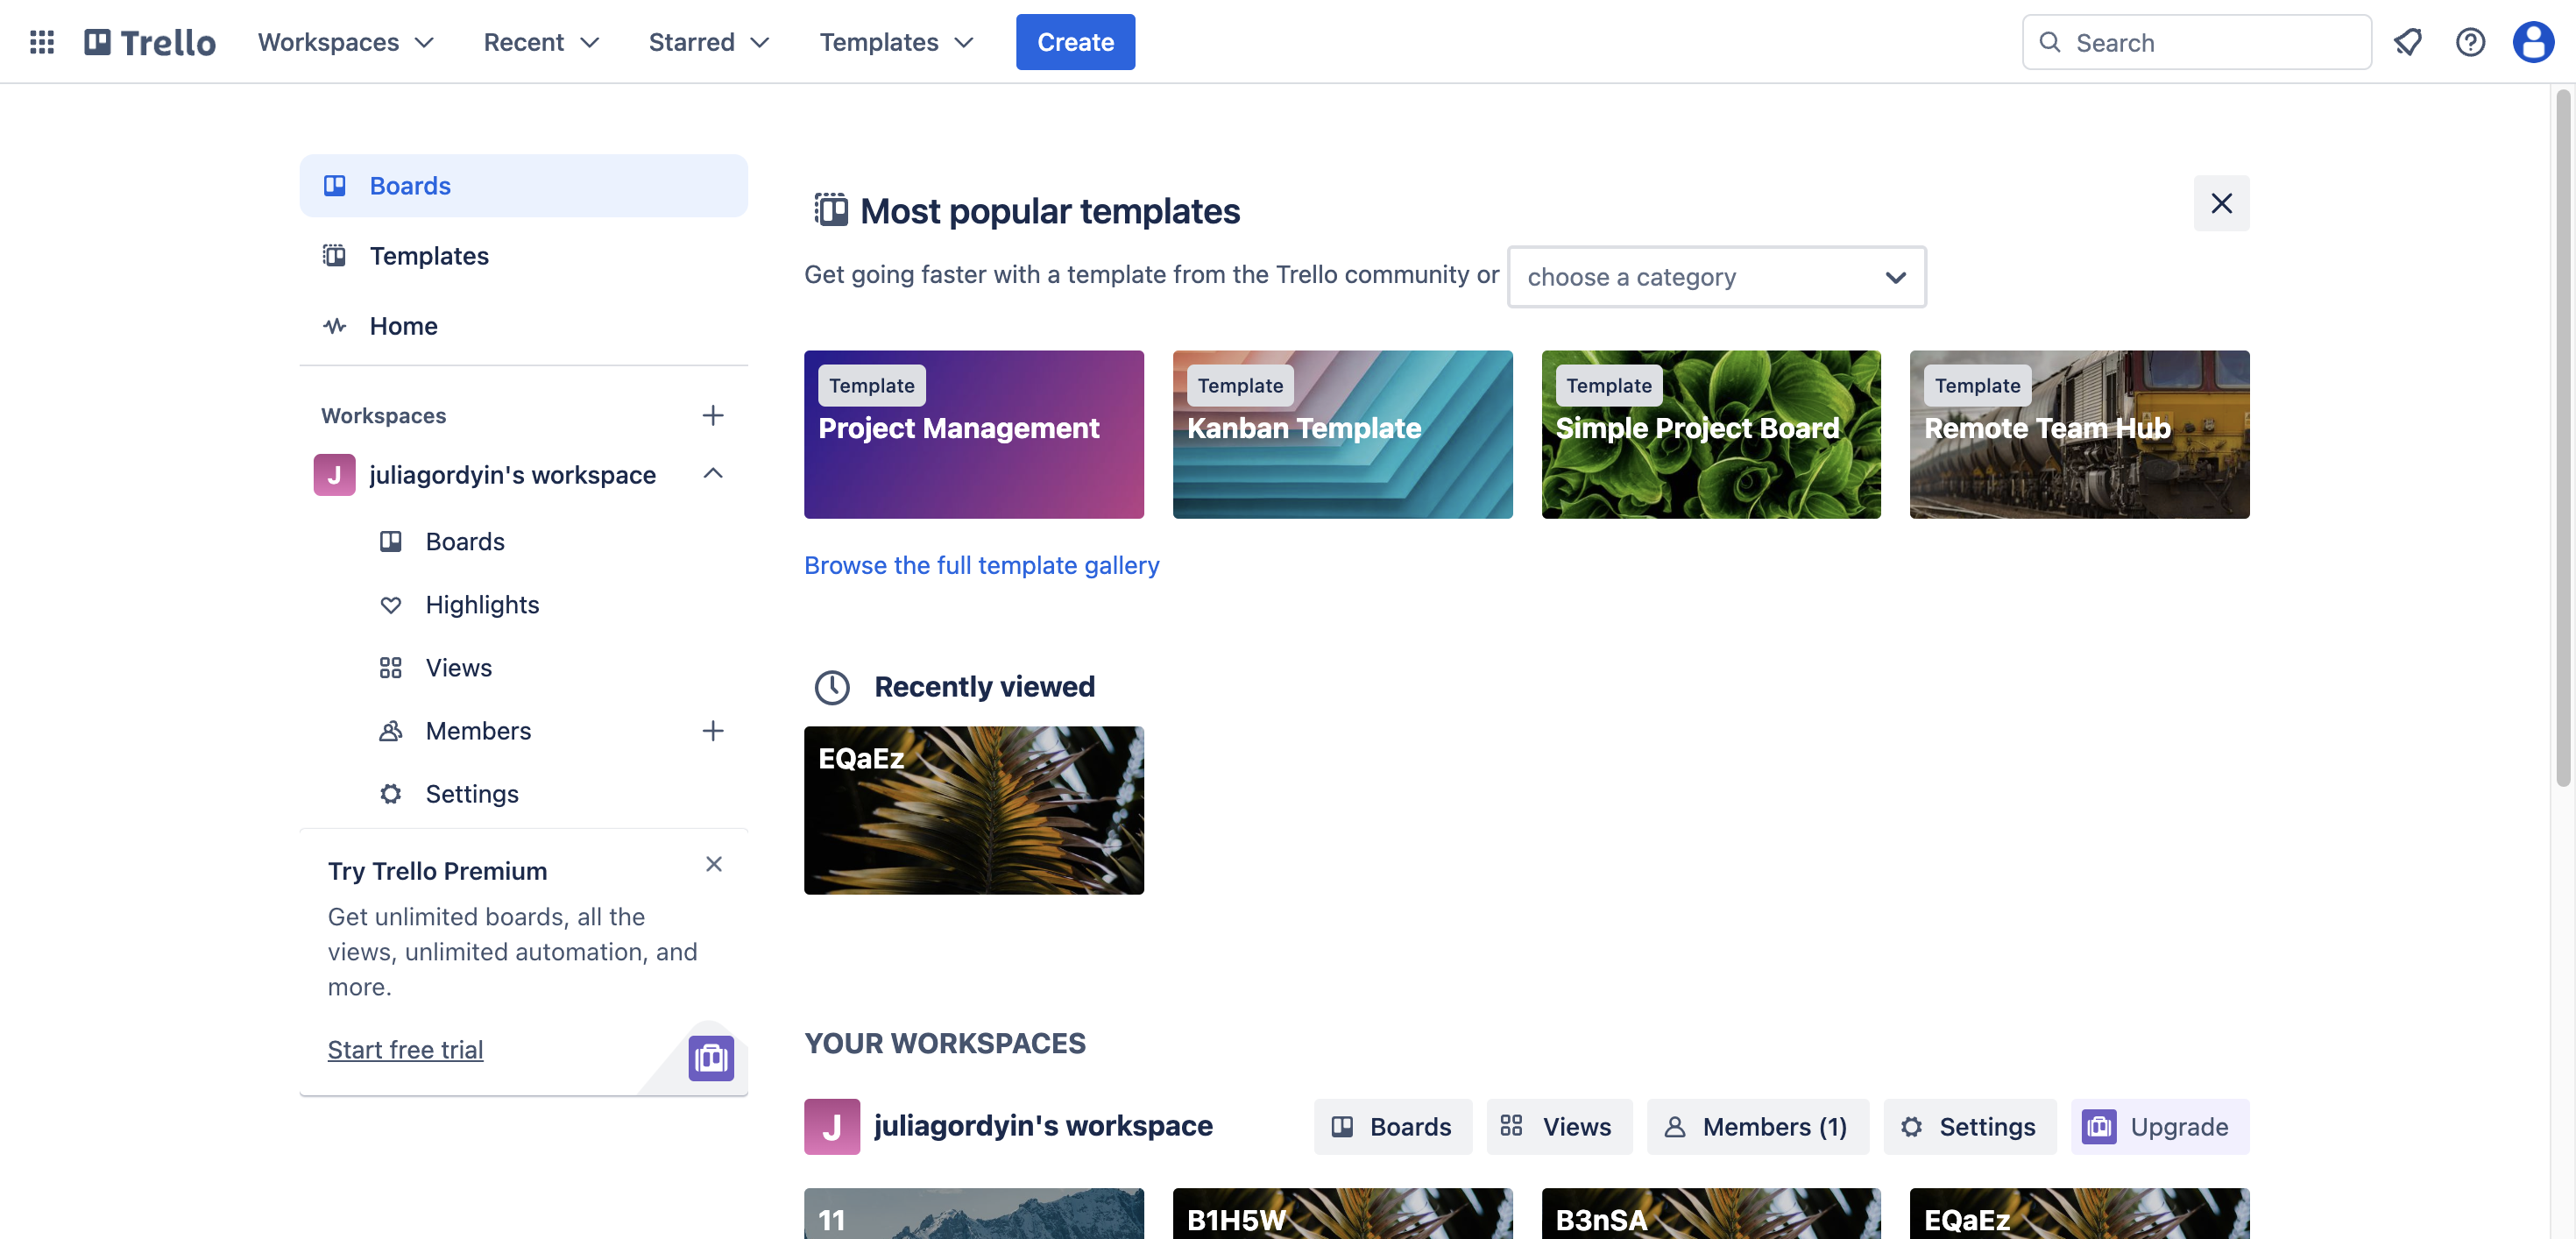 Trello
Workspaces
Recent
Starred
Templates
Create
Search
Boards
Templates
Home
Workspaces
J
juliagordyin's workspace
Boards
Highlights
Views
Members
Settings
Try Trello Premium
Get unlimited boards, all the
views, unlimited automation, and
more.
Start free trial
Most popular templates
Get going faster with a template from the Trello community or
choose a category
Template
Project Management
Template
Kanban Template
Template
Simple Project Board
Template
Remote Team Hub
Browse the full template gallery
Recently viewed
EQaEz
YOUR WORKSPACES
J
juliagordyin's workspace
Boards
Views
Members (1)
Settings
Upgrade
11
B1H5W
B3nSA
EQaEz